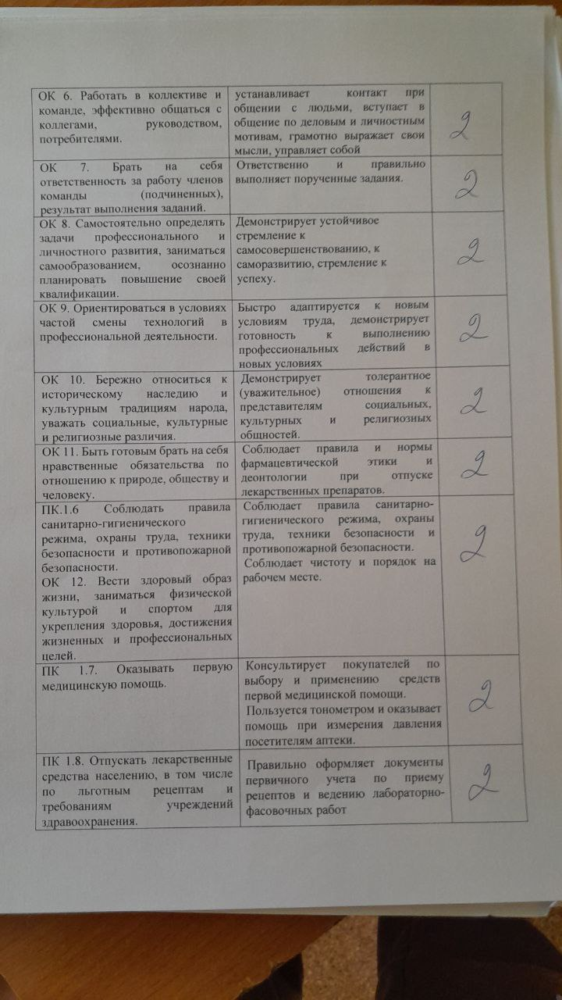 ОК 6. Работать в коллективе и
команде, эффективно общаться с
коллегами, руководством,
потребителями.
устанавливает контакт при
общении с людьми, вступает в
общение по деловым и личностным
мотивам, грамотно выражает свои
мысли, управляет собой
2
ОК 7. Брать на себя
ответственность за работу членов
команды (подчиненных),
результат выполнения заданий.
Ответственно и правильно
выполняет порученные задания.
2
ОК 8. Самостоятельно определять
задачи профессионального и
личностного развития, заниматься
самообразованием, осознанно
планировать повышение своей
квалификации.
Демонстрирует устойчивое
стремление к
самосовершенствованию, к
саморазвитию, стремление к
успеху.
2
ОК 9. Ориентироваться в условиях
частой смены технологий в
профессиональной деятельности.
Быстро адаптируется к новым
условиям труда, демонстрирует
готовность к выполнению
профессиональных действий в
новых условиях
2
ОК 10. Бережно относиться к
историческому наследию и
культурным традициям народа,
уважать социальные, культурные
и религиозные различия.
Демонстрирует толерантное
(уважительное) отношения к
представителям социальных,
культурных и религиозных
общностей.
2
ОК 11. Быть готовым брать на себя
нравственные обязательства по
отношению к природе, обществу и
человеку.
Соблюдает правила и нормы
фармацевтической этики и
деонтологии при отпуске
лекарственных препаратов.
2
ПК.1.6 Соблюдать правила
санитарно-гигиенического
режима, охраны труда, техники
безопасности и противопожарной
безопасности.
ОК 12. Вести здоровый образ
жизни, заниматься физической
культурой и спортом для
укрепления здоровья, достижения
жизненных и профессиональных
целей.
Соблюдает правила санитарно-
гигиенического режима, охраны
труда, техники безопасности и
противопожарной безопасности.
Соблюдает чистоту и порядок на
рабочем месте.
2
ПК 1.7. Оказывать первую
медицинскую помощь.
Консультирует покупателей по
выбору и применению средств
первой медицинской помощи.
Пользуется тонометром и оказывает
помощь при измерения давления
посетителям аптеки.
2
ПК 1.8. Отпускать лекарственные
средства населению, в том числе
по льготным рецептам и
требованиям учреждений
здравоохранения.
Правильно оформляет документы
первичного учета по приему
рецептов и ведению лабораторно-
фасовочных работ
2